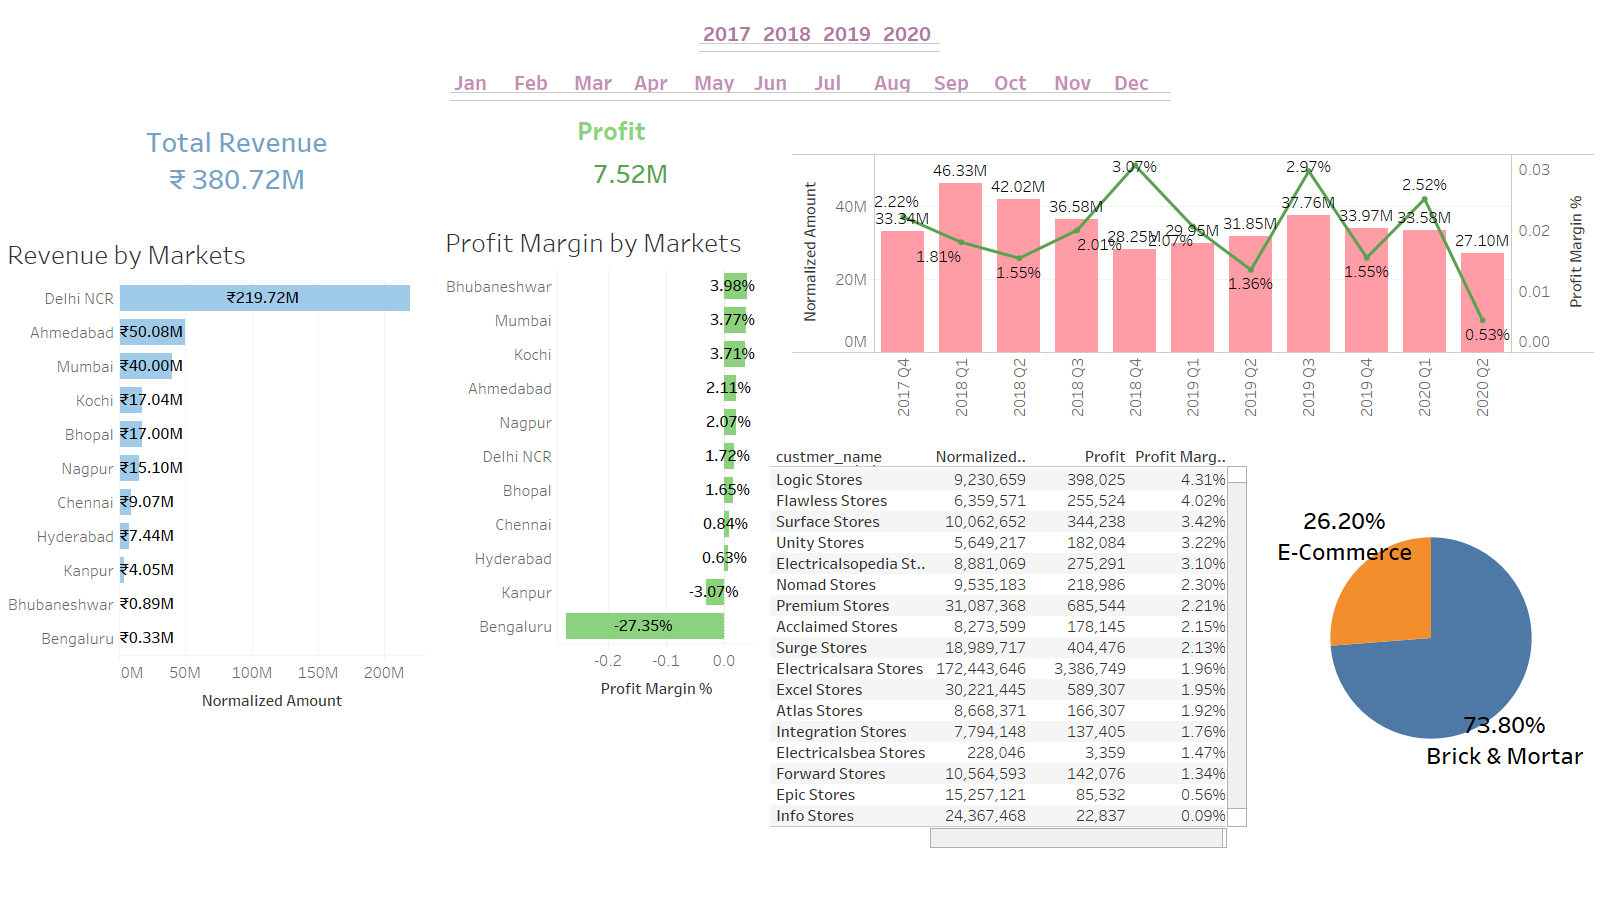 2017 2018 2019 2020
Jan Feb Mar Apr May Jun Jul Aug Sep Oct Nov Dec
Total Revenue
₹ 380.72M
Profit
7.52M
Revenue by Markets
Delhi NCR ₹219.72M
Ahmedabad ₹50.08M
Mumbai ₹40.00M
Kochi ₹17.04M
Bhopal ₹17.00M
Nagpur ₹15.10M
Chennai ₹9.07M
Hyderabad ₹7.44M
Kanpur ₹4.05M
Bhubaneshwar ₹0.89M
Bengaluru ₹0.33M
0M 50M 100M 150M 200M
Normalized Amount
Profit Margin by Markets
Bhubaneshwar 3.98%
Mumbai 3.77%
Kochi 3.71%
Ahmedabad 2.11%
Nagpur 2.07%
Delhi NCR 1.72%
Bhopal 1.65%
Chennai 0.84%
Hyderabad 0.63%
Kanpur -3.07%
Bengaluru -27.35%
-0.2 -0.1 0.0
Profit Margin %
Normalized Amount
40M
20M
0M
33.34M 46.33M 42.02M 36.58M 28.25M 29.95M 31.85M 37.76M 33.97M 33.58M 27.10M
2.22% 1.81% 1.55% 2.01% 3.07% 2.07% 1.36% 2.97% 1.55% 2.52% 0.53%
0.03
0.02
0.01
0.00
Profit Margin %
2017 Q4 2018 Q1 2018 Q2 2018 Q3 2018 Q4 2019 Q1 2019 Q2 2019 Q3 2019 Q4 2020 Q1 2020 Q2
custmer_name Normalized.. Profit Profit Marg..
Logic Stores 9,230,659 398,025 4.31%
Flawless Stores 6,359,571 255,524 4.02%
Surface Stores 10,062,652 344,238 3.42%
Unity Stores 5,649,217 182,084 3.22%
Electricalsopedia St.. 8,881,069 275,291 3.10%
Nomad Stores 9,535,183 218,986 2.30%
Premium Stores 31,087,368 685,544 2.21%
Acclaimed Stores 8,273,599 178,145 2.15%
Surge Stores 18,989,717 404,476 2.13%
Electricalsara Stores 172,443,646 3,386,749 1.96%
Excel Stores 30,221,445 589,307 1.95%
Atlas Stores 8,668,371 166,307 1.92%
Integration Stores 7,794,148 137,405 1.76%
Electricalsbea Stores 228,046 3,359 1.47%
Forward Stores 10,564,593 142,076 1.34%
Epic Stores 15,257,121 85,532 0.56%
Info Stores 24,367,468 22,837 0.09%
26.20%
E-Commerce
73.80%
Brick & Mortar